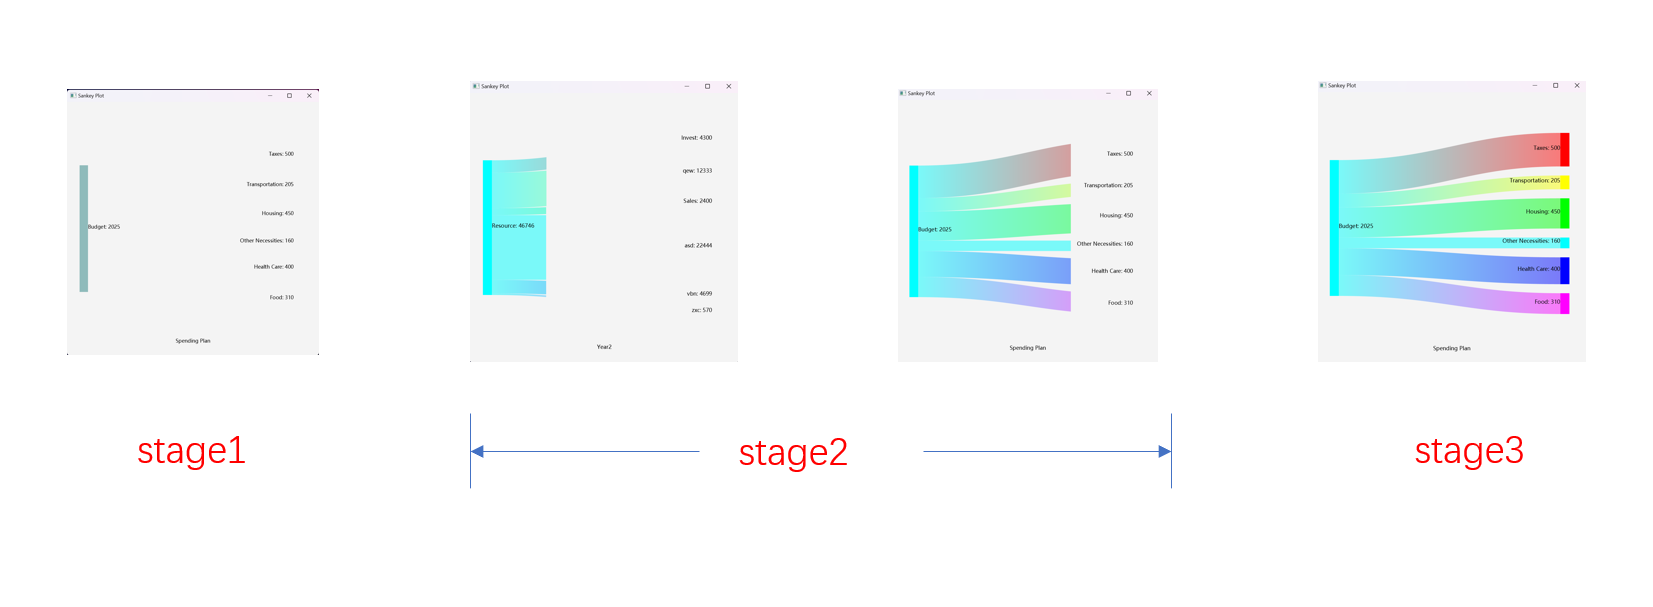 Sankey Plot
Taxes: 500
Transportation: 205
Housing: 450
Budget: 2025
Other Necessities: 160
Health Care: 400
Food: 310
Spending Plan
Sankey Plot
Invest: 4300
qew: 12333
Sales: 2400
Resource: 46746
asd: 22444
vbn: 4699
zxc: 570
Year2
Sankey Plot
Taxes: 500
Transportation: 205
Housing: 450
Budget: 2025
Other Necessities: 160
Health Care: 400
Food: 310
Spending Plan
Sankey Plot
Taxes: 500
Transportation: 205
Housing: 450
Budget: 2025
Other Necessities: 160
Health Care: 400
Food: 310
Spending Plan
stage1
stage2
stage3